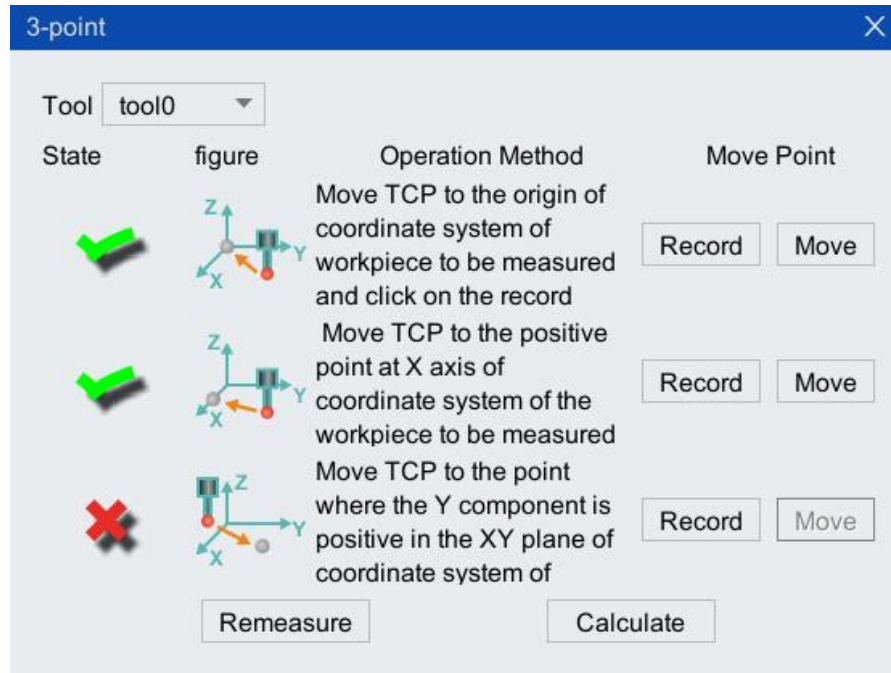 3-point X
Tool tool0
State figure Operation Method Move Point
Move TCP to the origin of
coordinate system of
workpiece to be measured
and click on the record
Z
Y
X
Record Move
Move TCP to the positive
point at X axis of
coordinate system of the
workpiece to be measured
Z
Y
X
Record Move
Move TCP to the point
where the Y component is
positive in the XY plane of
coordinate system of
Z
Y
X
Record Move
Remeasure Calculate